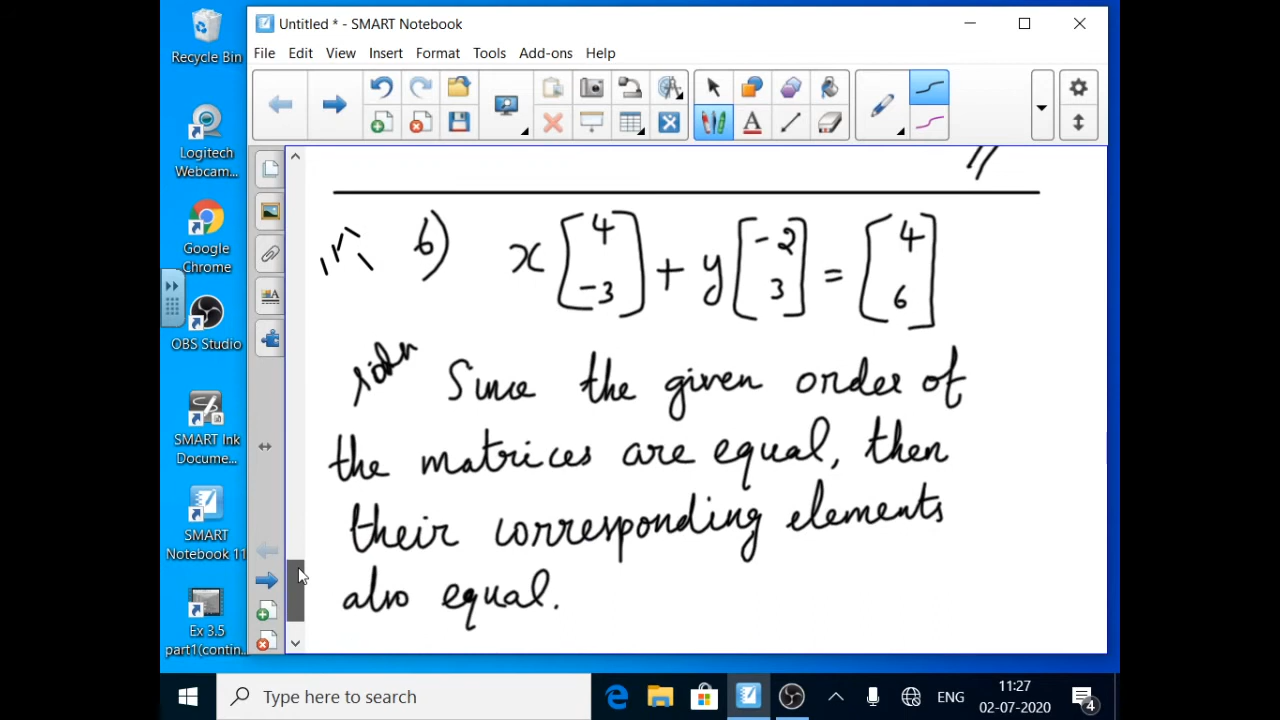 Recycle Bin
Logitech
Webcam...
Google
Chrome
OBS Studio
SMART Ink
Docume...
SMART
Notebook 11
Ex 3.5
part1(contin...
Untitled * - SMART Notebook
File Edit View Insert Format Tools Add-ons Help
6) x [4 -3] + y [-2 3] = [4 6]
soln Since the given order of
the matrices are equal, then
their corresponding elements
also equal.
Type here to search
ENG
11:27
02-07-2020
4